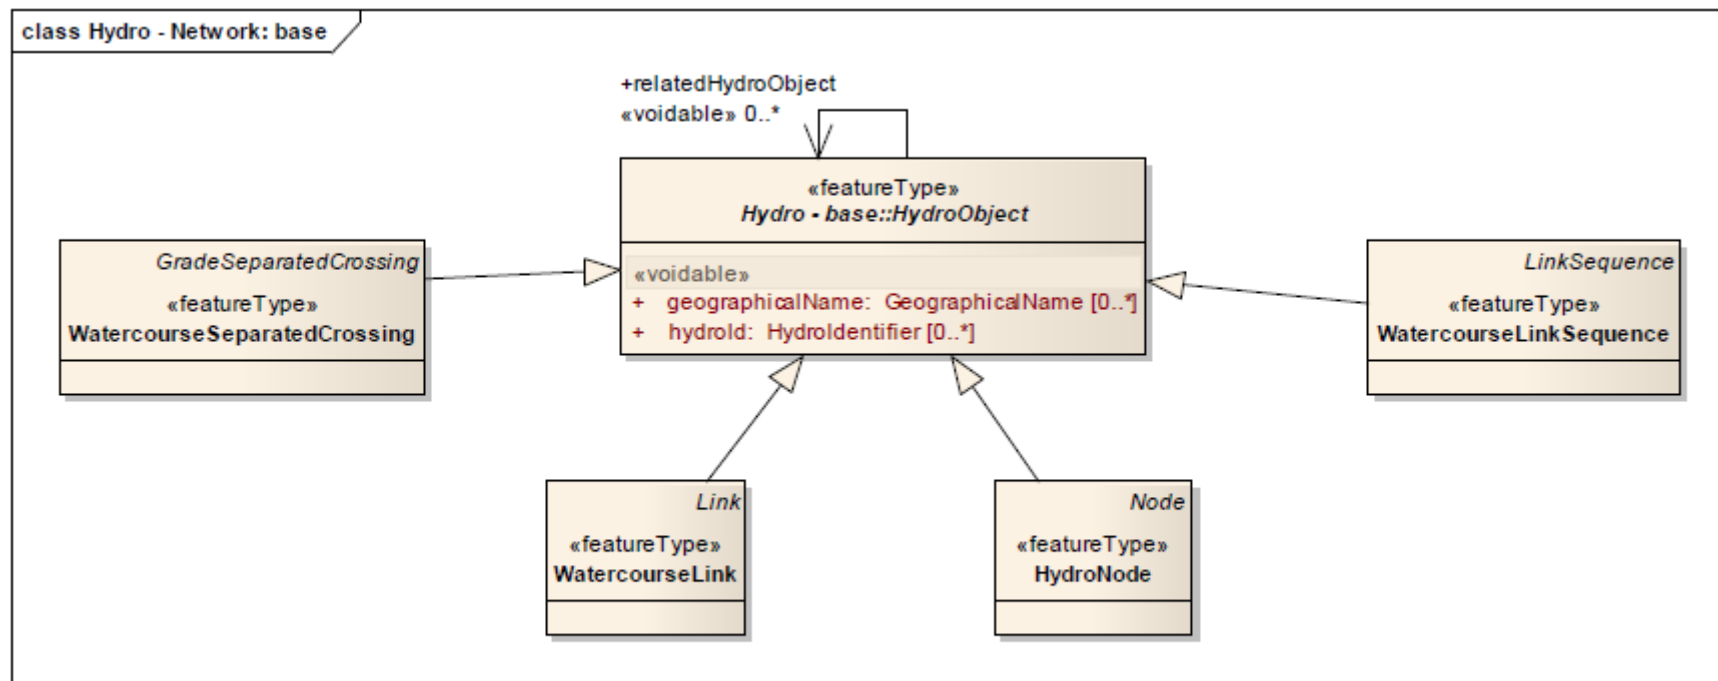 class Hydro - Network: base
+relatedHydroObject
«voidable» 0..*
«featureType»
Hydro - base::HydroObject
«voidable»
+ geographicalName: GeographicalName [0..*]
+ hydroId: HydroIdentifier [0..*]
GradeSeparatedCrossing
«featureType»
WatercourseSeparatedCrossing
LinkSequence
«featureType»
WatercourseLinkSequence
Link
«featureType»
WatercourseLink
Node
«featureType»
HydroNode